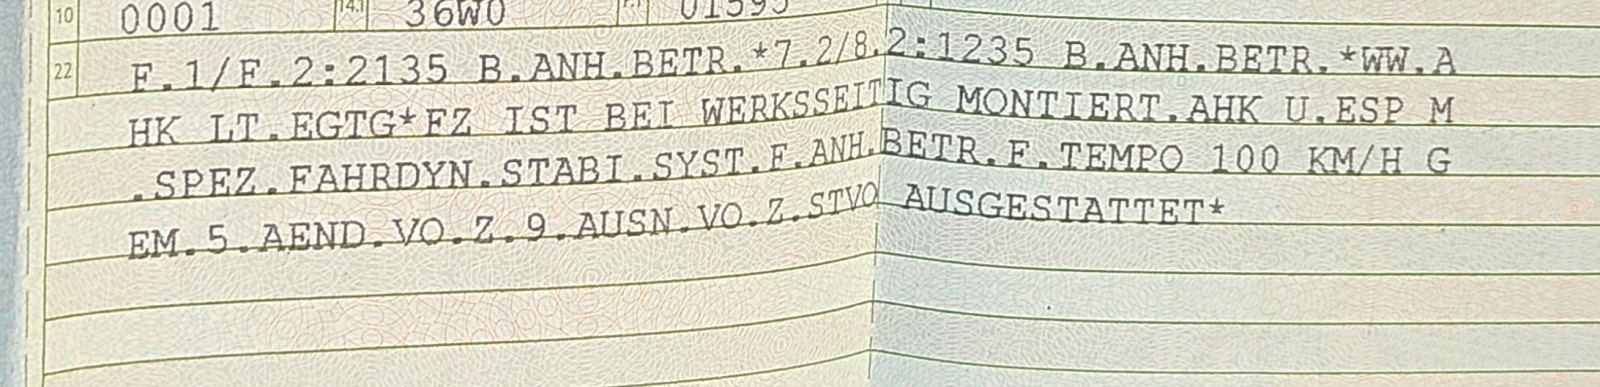 10 0001 14.1 36W0 01595
22 F.1/F.2:2135 B.ANH.BETR.*7.2/8.2:1235 B.ANH.BETR.*WW.A
HK LT.EGTG*FZ IST BEI WERKSSEITIG MONTIERT.AHK U.ESP M
.SPEZ.FAHRDYN.STABI.SYST.F.ANH.BETR.F.TEMPO 100 KM/H G
EM.5.AEND.VO.Z.9.AUSN.VO.Z.STVO AUSGESTATTET*